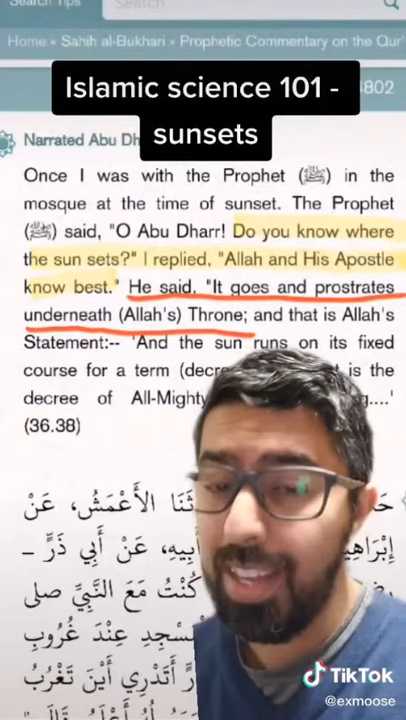 Search Tips
Search
Home » Sahih al-Bukhari » Prophetic Commentary on the Qur'
Islamic science 101 -
sunsets
4802
Narrated Abu Dh
Once I was with the Prophet (ﷺ) in the
mosque at the time of sunset. The Prophet
(ﷺ) said, "O Abu Dharr! Do you know where
the sun sets?" I replied, "Allah and His Apostle
know best." He said, "It goes and prostrates
underneath (Allah's) Throne; and that is Allah's
Statement:-- 'And the sun runs on its fixed
course for a term (decr is the
decree of All-Mighty g....'
(36.38)
ثَنَا الأَعْمَشُ، عَنْ
إِبْرَاهِي بِيهِ، عَنْ أَبِي ذَرٍّ ـ
كُنْتُ مَعَ النَّبِيِّ صلى
سْجِدِ عِنْدَ غُرُوبِ
رٍّ أَتَدْرِي أَيْنَ تَغْرُبُ
TikTok
@exmoose